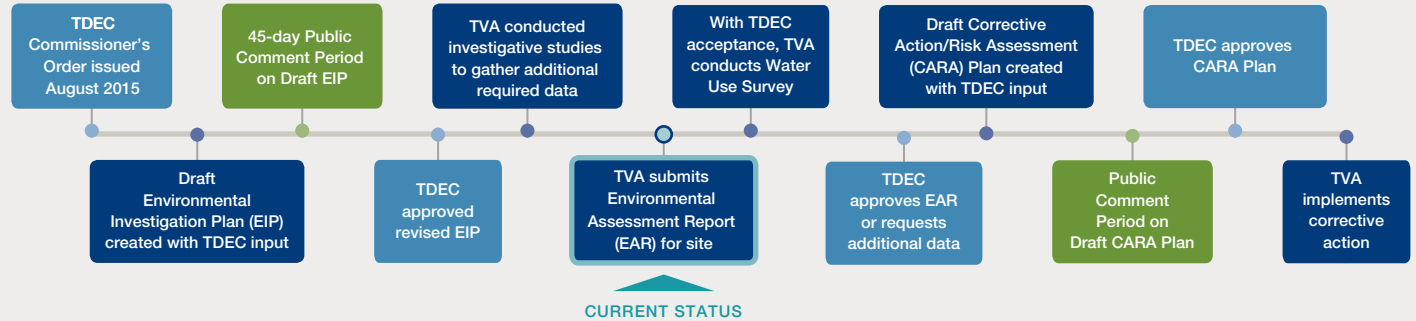 TDEC
Commissioner's
Order issued
August 2015
Draft
Environmental
Investigation Plan (EIP)
created with TDEC input
45-day Public
Comment Period
on Draft EIP
TDEC
approved
revised EIP
TVA conducted
investigative studies
to gather additional
required data
TVA submits
Environmental
Assessment Report
(EAR) for site
CURRENT STATUS
With TDEC
acceptance, TVA
conducts Water
Use Survey
TDEC
approves EAR
or requests
additional data
Draft Corrective
Action/Risk Assessment
(CARA) Plan created
with TDEC input
Public
Comment
Period on
Draft CARA Plan
TDEC approves
CARA Plan
TVA
implements
corrective
action